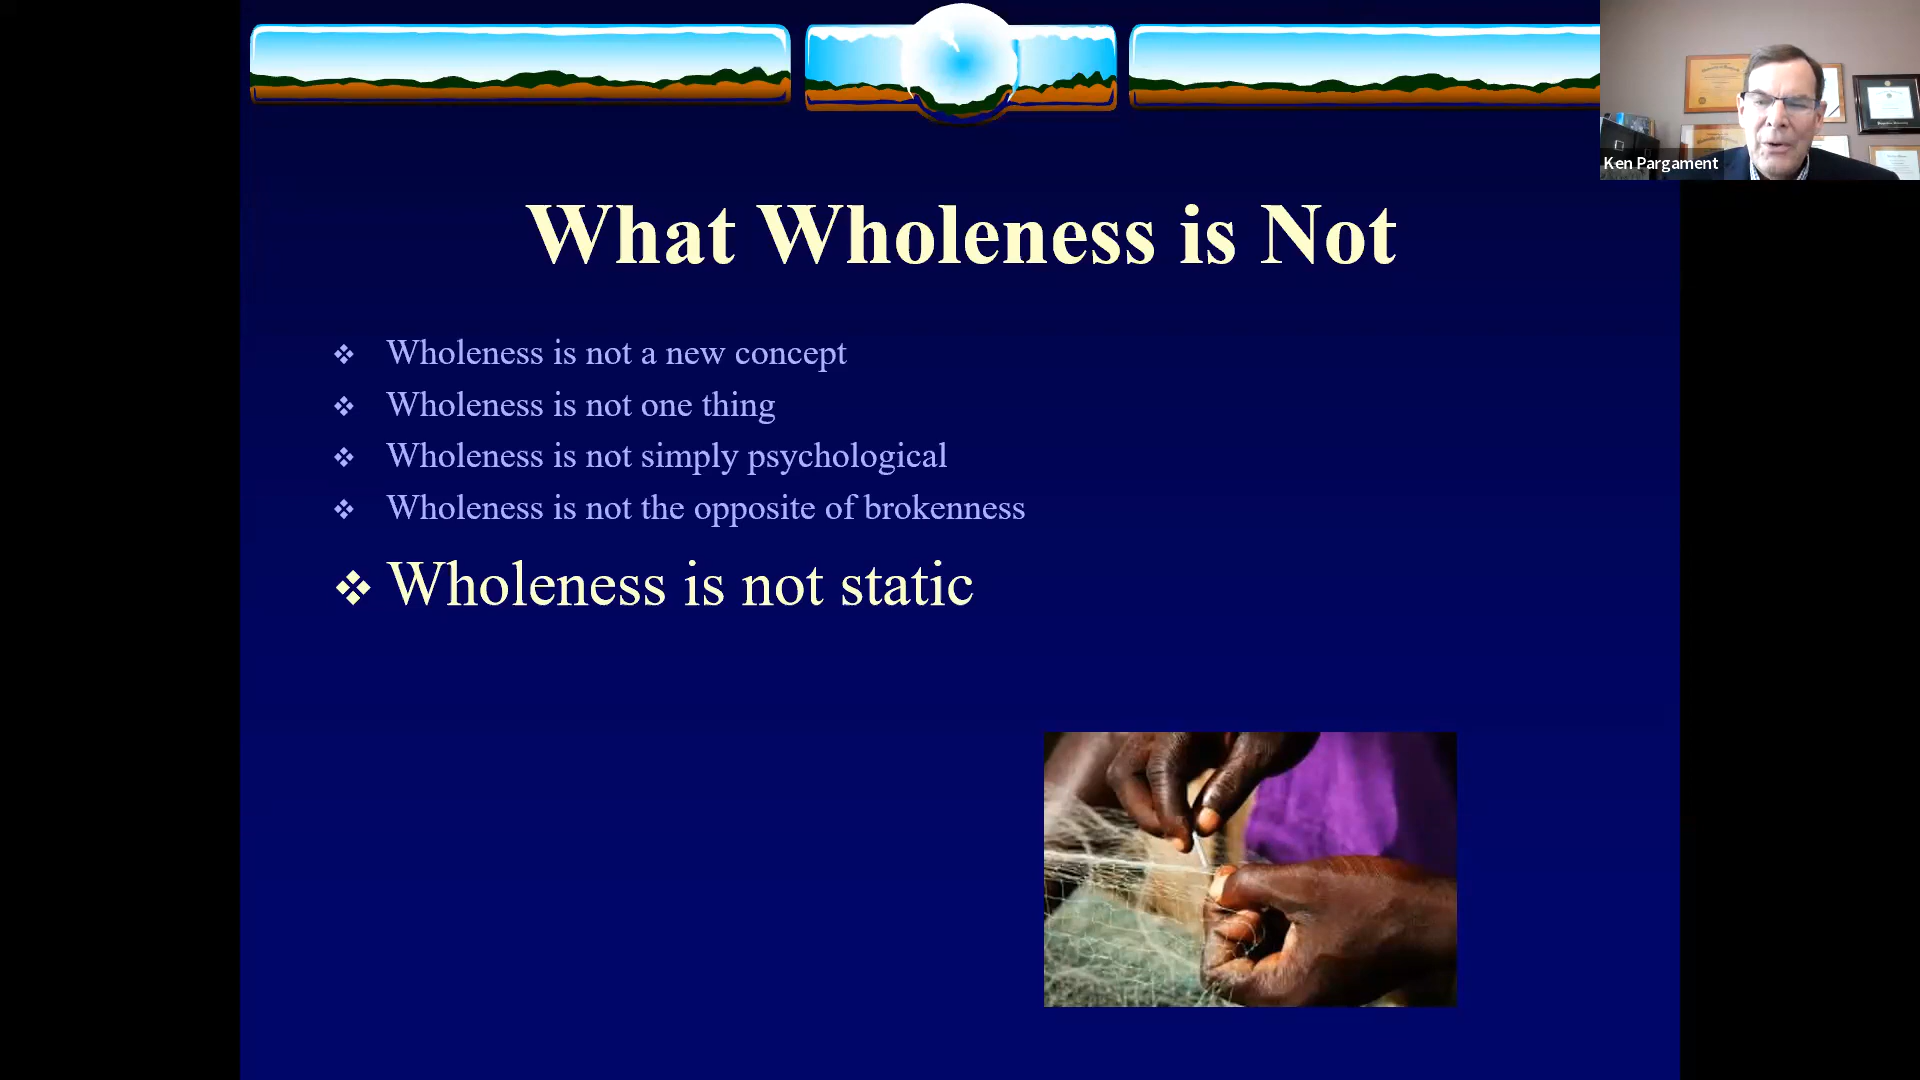 Ken Pargament
What Wholeness is Not
❖ Wholeness is not a new concept
❖ Wholeness is not one thing
❖ Wholeness is not simply psychological
❖ Wholeness is not the opposite of brokenness
❖ Wholeness is not static